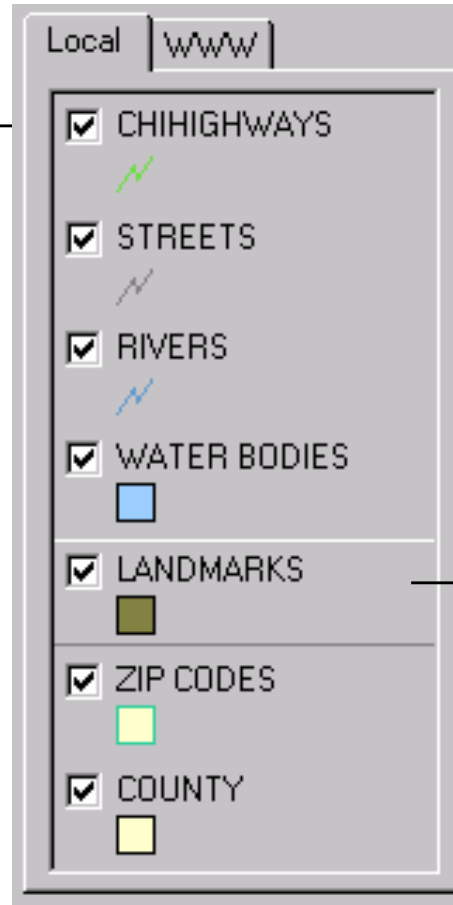 Local WWW
CHIHIGHWAYS
STREETS
RIVERS
WATER BODIES
LANDMARKS
ZIP CODES
COUNTY